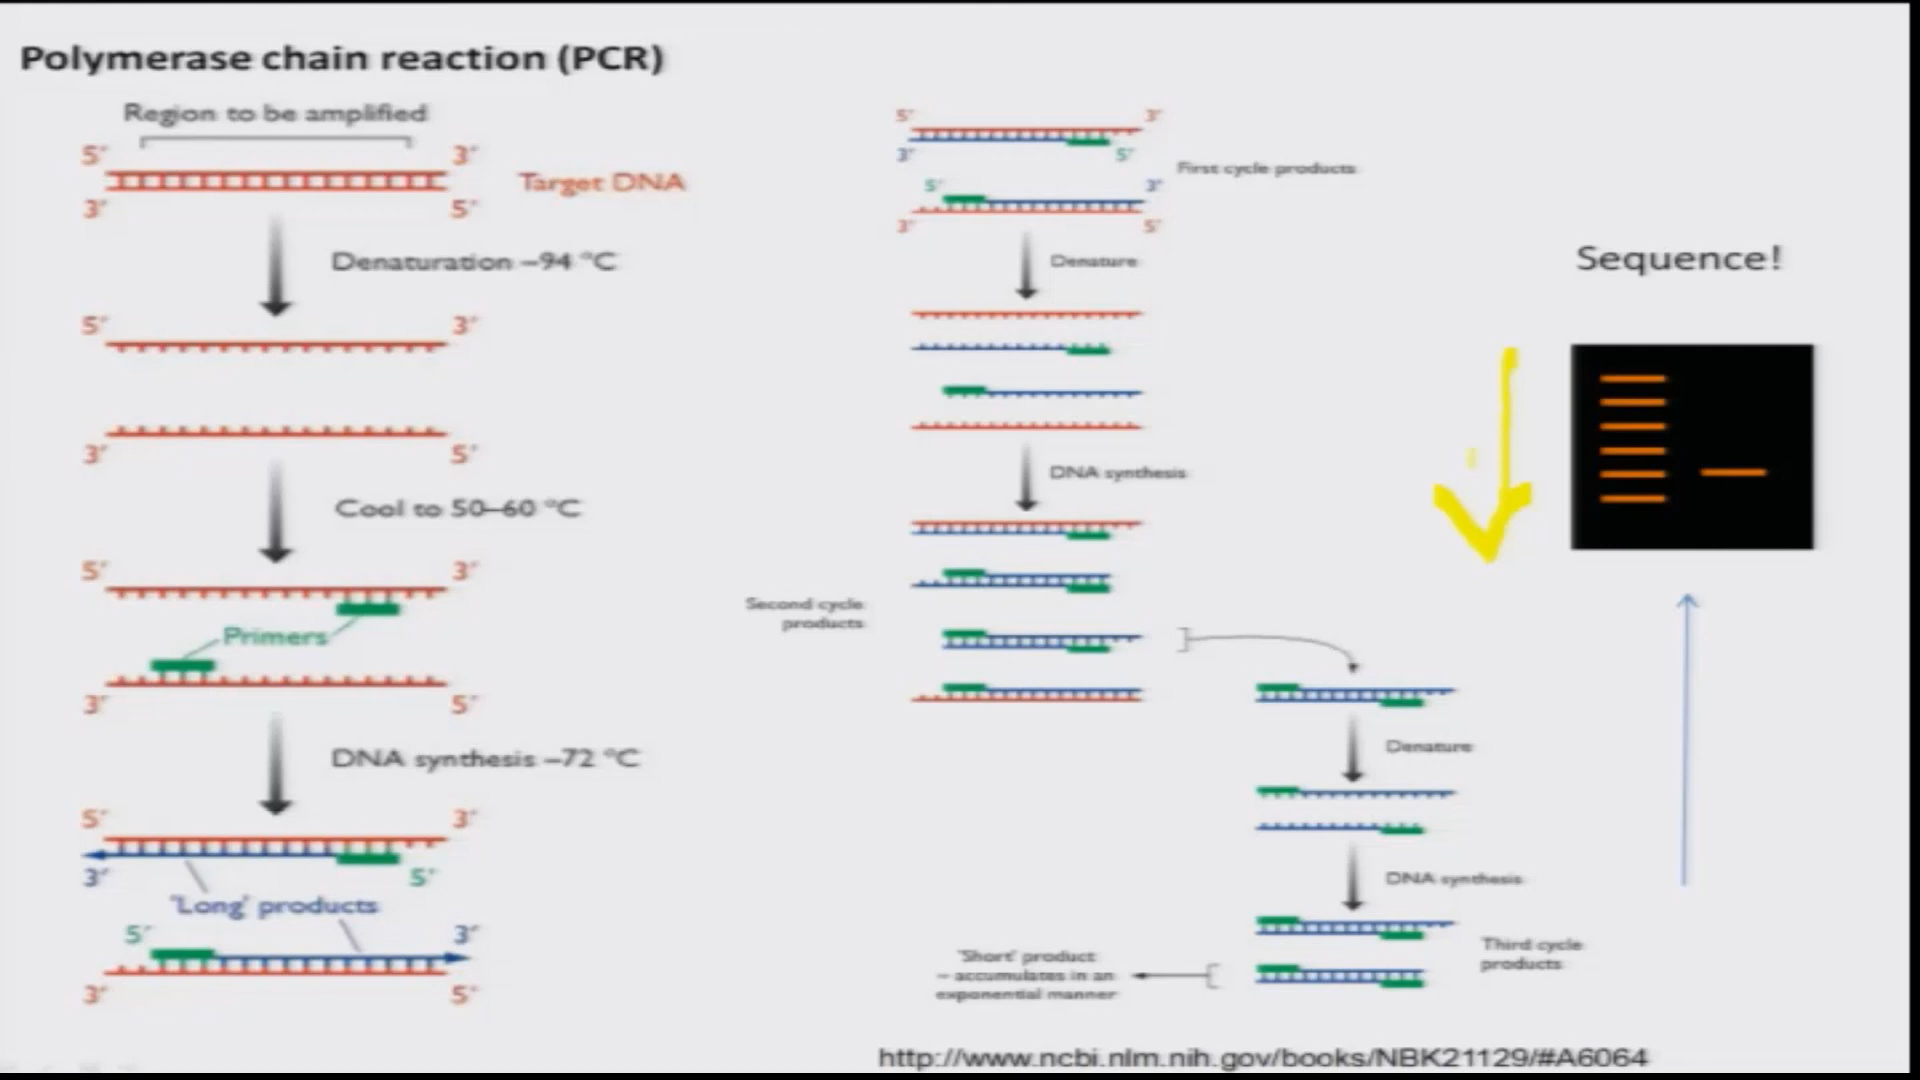 Polymerase chain reaction (PCR)
Region to be amplified
5′ 3′
Target DNA
3′ 5′
Denaturation –94 °C
5′ 3′
3′ 5′
Cool to 50–60 °C
5′ 3′
Primers
3′ 5′
DNA synthesis –72 °C
5′ 3′
3′ 5′
'Long' products
5′ 3′
3′ 5′
5′ 3′
3′ 5′
First cycle products
5′ 3′
3′ 5′
Denature
DNA synthesis
Second cycle
products
Denature
DNA synthesis
Third cycle
products
'Short' product
– accumulates in an
exponential manner
Sequence!
http://www.ncbi.nlm.nih.gov/books/NBK21129/#A6064